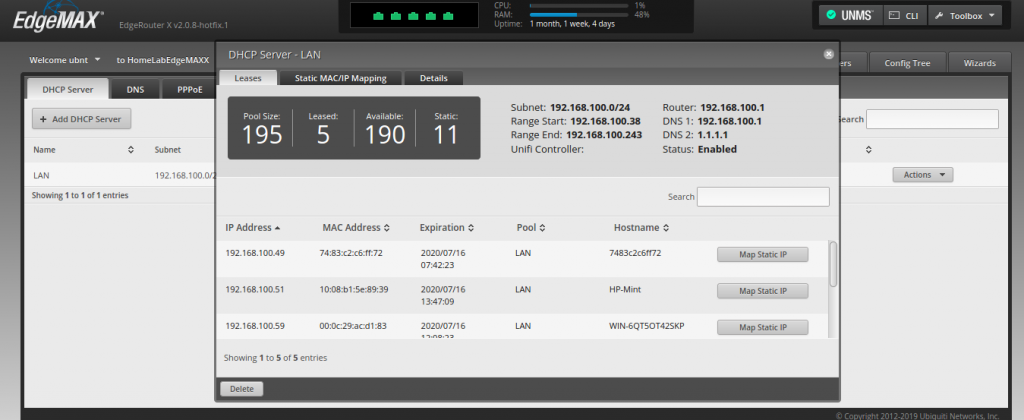 EdgeMAX
EdgeRouter X v2.0.8-hotfix.1
CPU: 1%
RAM: 48%
Uptime: 1 month, 1 week, 4 days
UNMS
CLI
Toolbox
Welcome ubnt
to HomeLabEdgeMAXX
ers
Config Tree
Wizards
DHCP Server
DNS
PPPoE
+ Add DHCP Server
Search
Name
Subnet
LAN
192.168.100.0/2
Actions
Showing 1 to 1 of 1 entries
DHCP Server - LAN
Leases
Static MAC/IP Mapping
Details
Pool Size: Leased: Available: Static:
195 5 190 11
Subnet: 192.168.100.0/24
Range Start: 192.168.100.38
Range End: 192.168.100.243
Unifi Controller:
Router: 192.168.100.1
DNS 1: 192.168.100.1
DNS 2: 1.1.1.1
Status: Enabled
Search
IP Address MAC Address Expiration Pool Hostname
192.168.100.49 74:83:c2:c6:ff:72 2020/07/16 LAN 7483c2c6ff72 Map Static IP
07:42:23
192.168.100.51 10:08:b1:5e:89:39 2020/07/16 LAN HP-Mint Map Static IP
13:47:09
192.168.100.59 00:0c:29:ac:d1:83 2020/07/16 LAN WIN-6QT5OT42SKP Map Static IP
12:08:23
Showing 1 to 5 of 5 entries
Delete
© Copyright 2012-2019 Ubiquiti Networks, Inc.